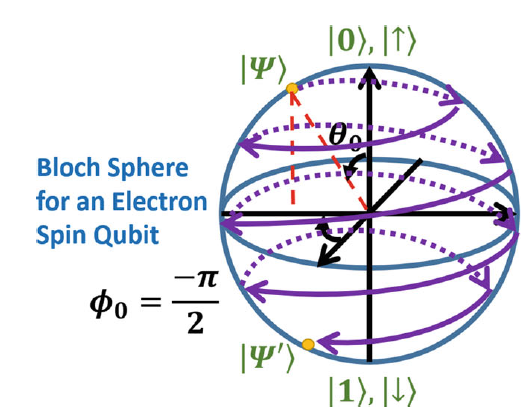 |0⟩, |↑⟩
|Ψ⟩
θ₀
Bloch Sphere
for an Electron
Spin Qubit
ϕ₀ = −π/2
|Ψ′⟩
|1⟩, |↓⟩